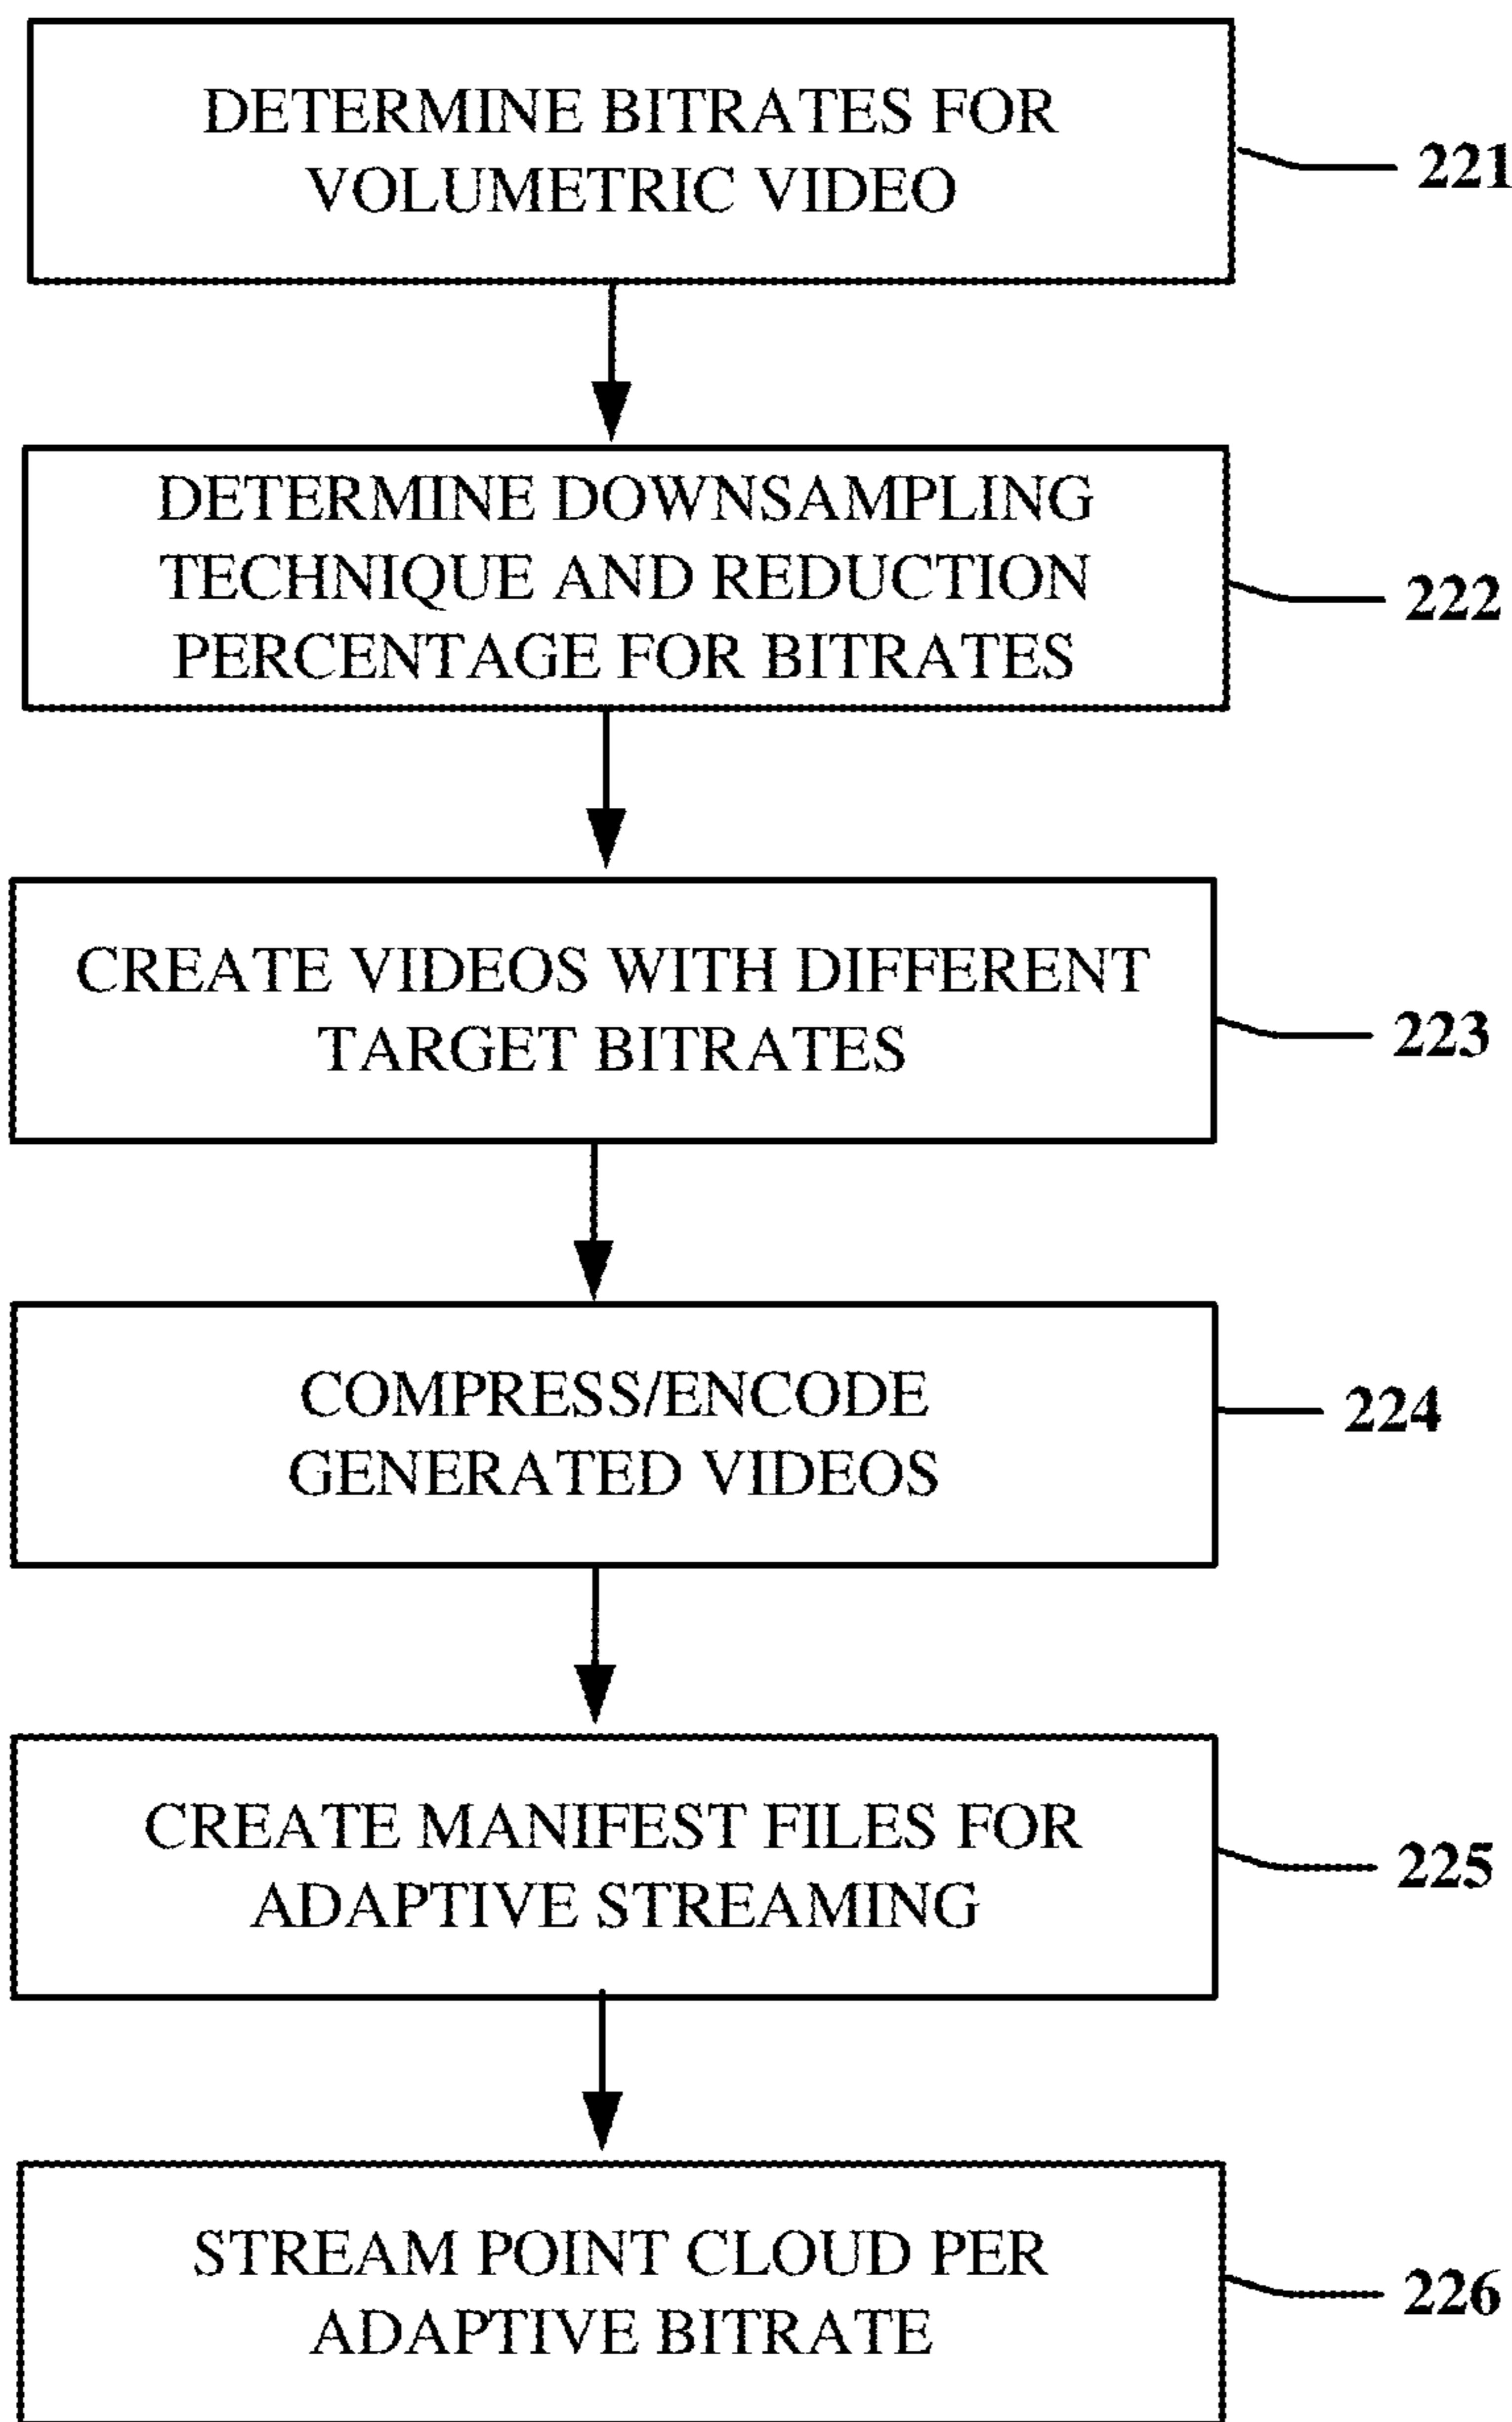 DETERMINE BITRATES FOR
VOLUMETRIC VIDEO
221
DETERMINE DOWNSAMPLING
TECHNIQUE AND REDUCTION
PERCENTAGE FOR BITRATES
222
CREATE VIDEOS WITH DIFFERENT
TARGET BITRATES
223
COMPRESS/ENCODE
GENERATED VIDEOS
224
CREATE MANIFEST FILES FOR
ADAPTIVE STREAMING
225
STREAM POINT CLOUD PER
ADAPTIVE BITRATE
226